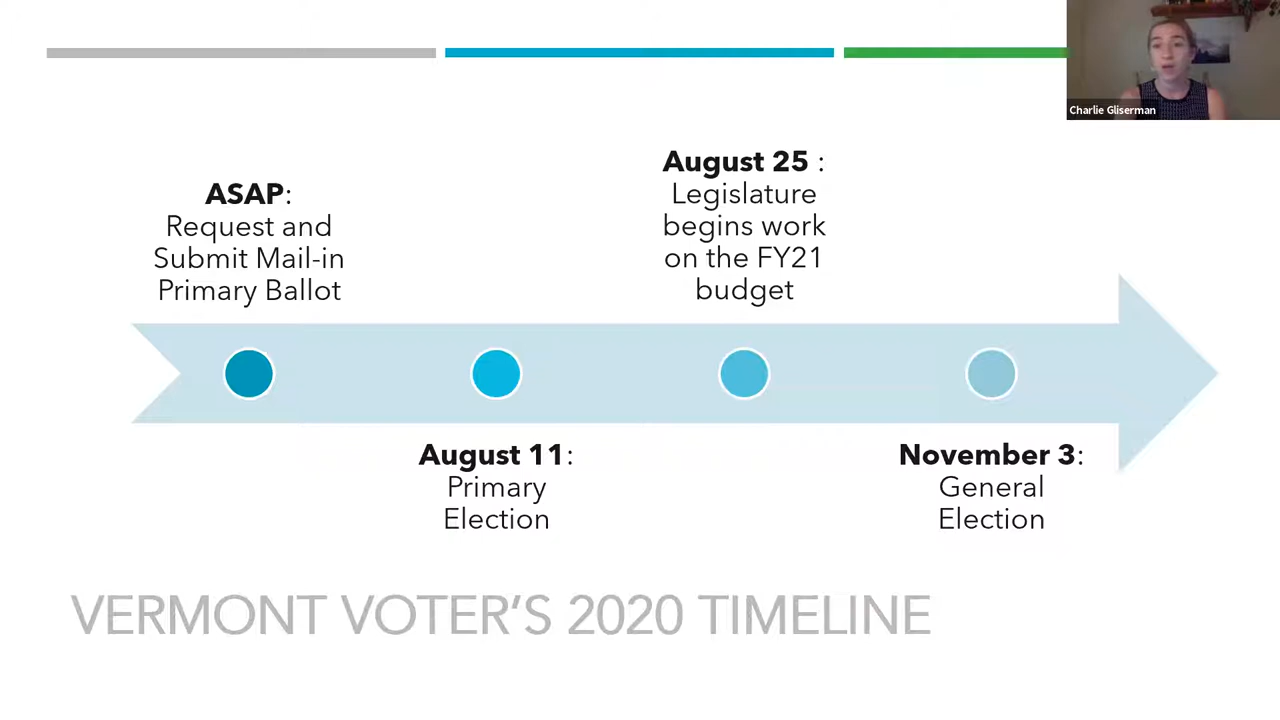 Charlie Gliserman
ASAP:
Request and
Submit Mail-in
Primary Ballot
August 11:
Primary
Election
August 25 :
Legislature
begins work
on the FY21
budget
November 3:
General
Election
VERMONT VOTER’S 2020 TIMELINE